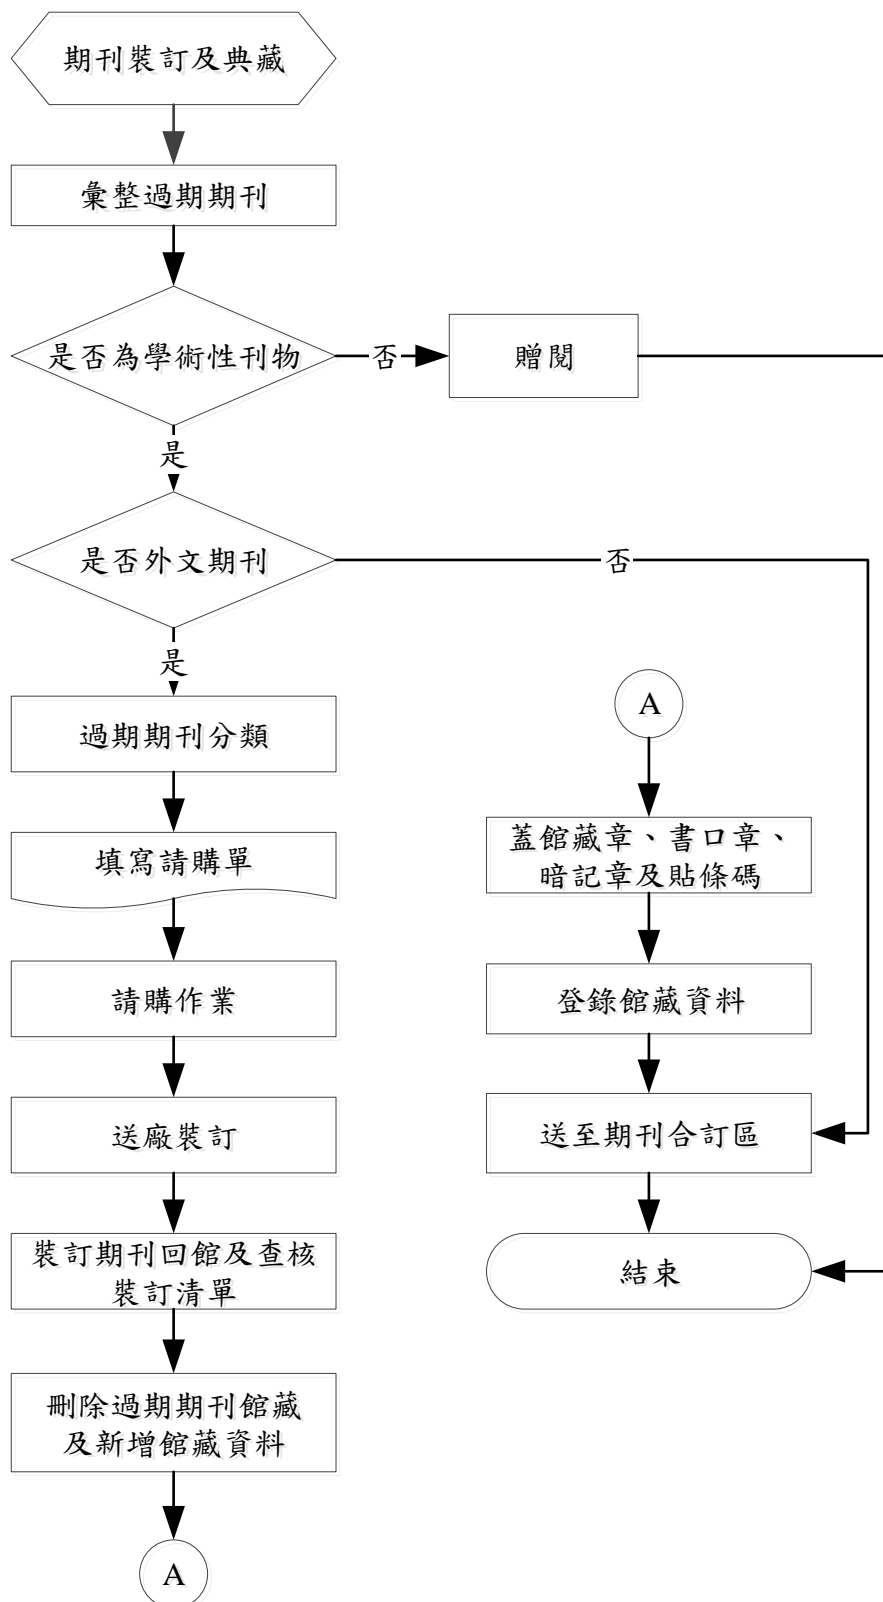 期刊裝訂及典藏
彙整過期期刊
是否為學術性刊物
否
贈閱
是
是否外文期刊
否
是
過期期刊分類
填寫請購單
請購作業
送廠裝訂
裝訂期刊回館及查核
裝訂清單
刪除過期期刊館藏
及新增館藏資料
A
A
蓋館藏章、書口章、
暗記章及貼條碼
登錄館藏資料
送至期刊合訂區
結束